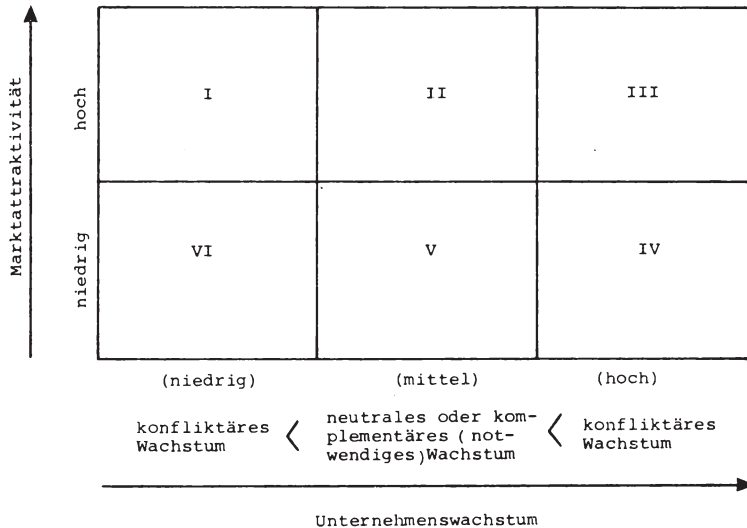 Marktattraktivität
hoch
niedrig
I
II
III
VI
V
IV
(niedrig)
(mittel)
(hoch)
konfliktäres
Wachstum
<
neutrales oder kom-
plementäres (not-
wendiges) Wachstum
<
konfliktäres
Wachstum
Unternehmenswachstum